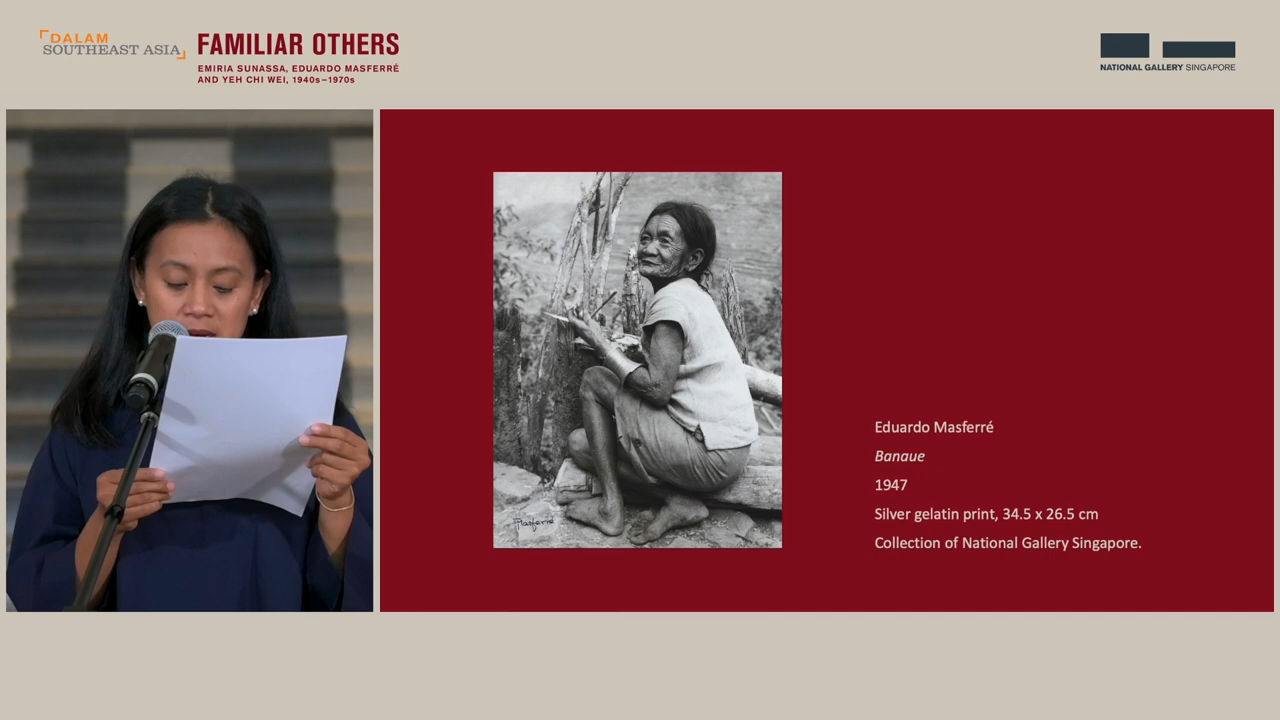 DALAM
SOUTHEAST ASIA
FAMILIAR OTHERS
EMIRIA SUNASSA, EDUARDO MASFERRÉ
AND YEH CHI WEI, 1940s–1970s
NATIONAL GALLERY SINGAPORE
Masferré
Eduardo Masferré
Banaue
1947
Silver gelatin print, 34.5 x 26.5 cm
Collection of National Gallery Singapore.